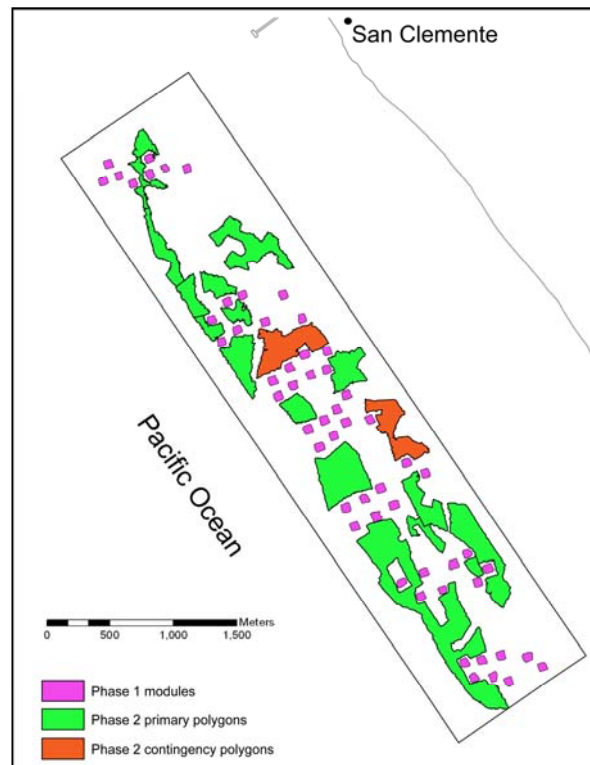 San Clemente
Pacific Ocean
Meters
0 500 1,000 1,500
Phase 1 modules
Phase 2 primary polygons
Phase 2 contingency polygons